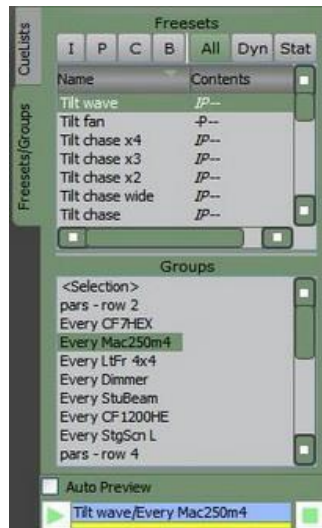 CueLists
Freesets/Groups
Freesets
I P C B All Dyn Stat
Name Contents
Tilt wave IP--
Tilt fan -P--
Tilt chase x4 IP--
Tilt chase x3 IP--
Tilt chase x2 IP--
Tilt chase wide IP--
Tilt chase IP--
Groups
<Selection>
pars - row 2
Every CF7HEX
Every Mac250m4
Every LtFr 4x4
Every Dimmer
Every StuBeam
Every CF1200HE
Every StgScn L
pars - row 4
Auto Preview
Tilt wave/Every Mac250m4